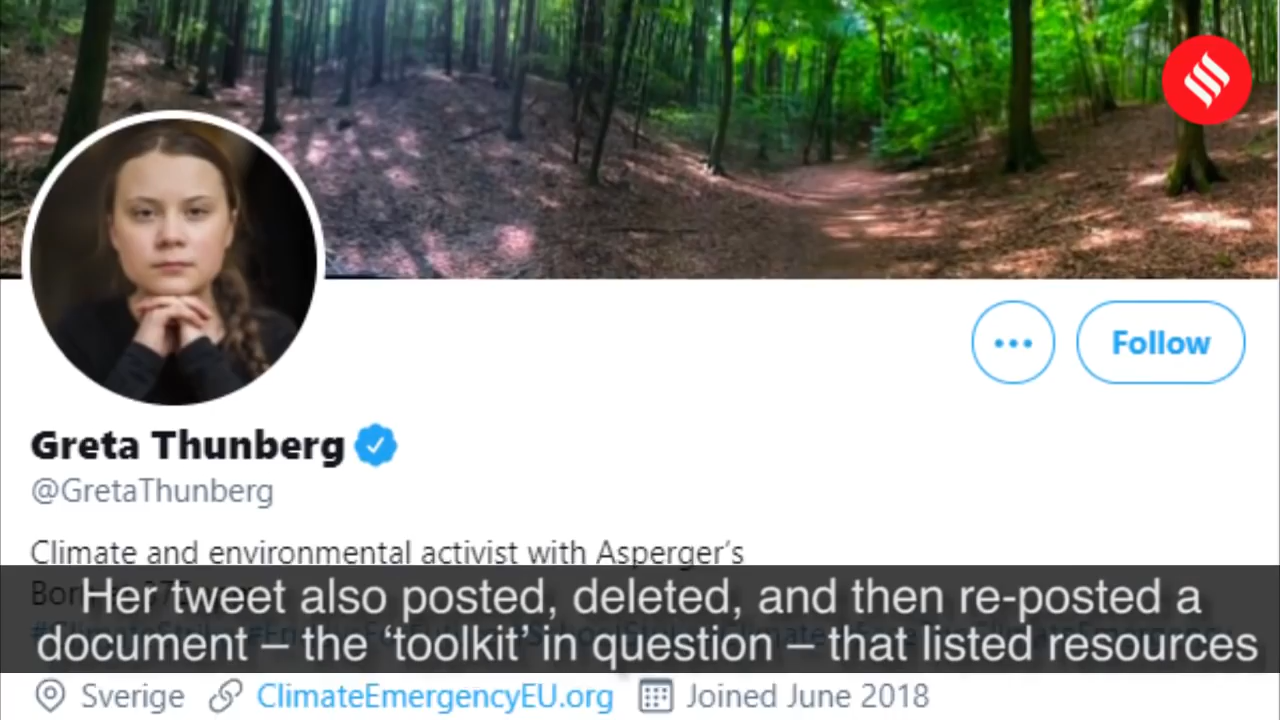 Follow
Greta Thunberg
@GretaThunberg
Climate and environmental activist with Asperger's
Her tweet also posted, deleted, and then re-posted a
document – the ‘toolkit’ in question – that listed resources
Sverige ClimateEmergencyEU.org Joined June 2018